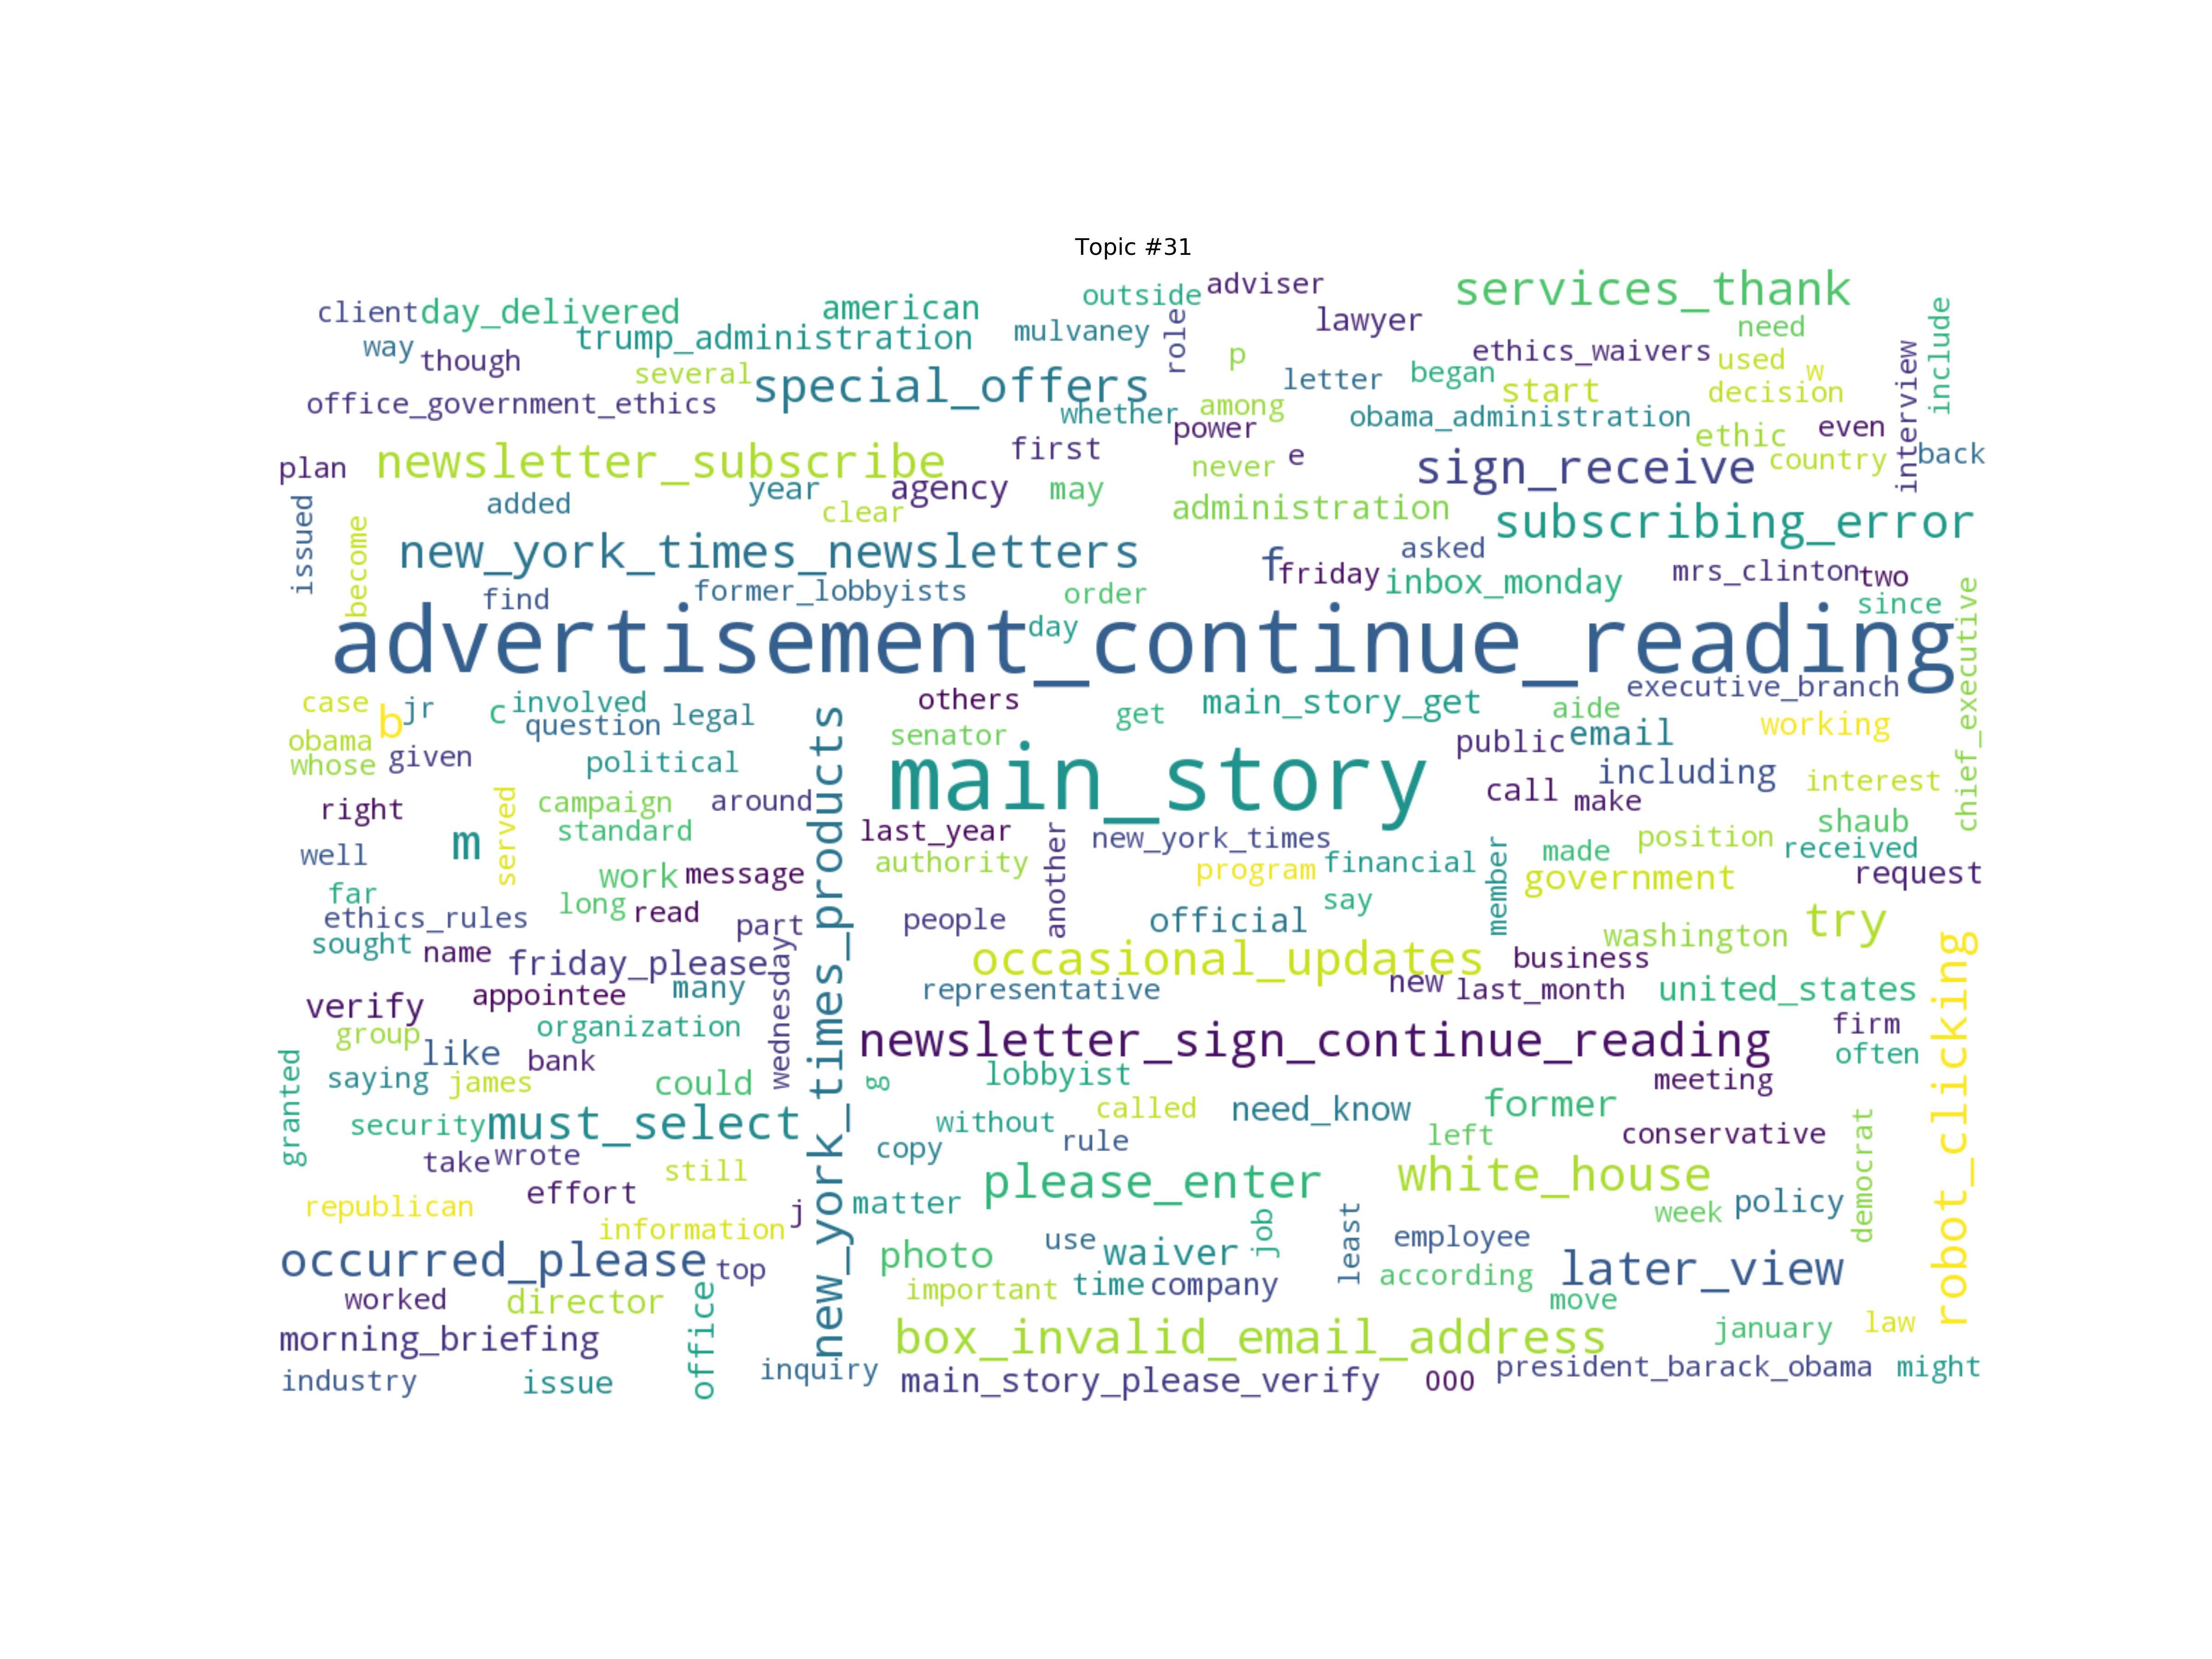 Topic #31
services_thank
adviser
outside
client
day_delivered
american
trump_administration
mulvaney
role
lawyer
need
include
way
though
several
special_offers
p
letter
began
ethics_waivers
used
w
interview
start
decision
office_government_ethics
whether
among
power
obama_administration
ethic
even
back
plan
newsletter_subscribe
first
never
e
sign_receive
country
issued
added
year
agency
may
clear
administration
subscribing_error
become
new_york_times_newsletters
f
friday
asked
inbox_monday
mrs_clinton
two
find
former_lobbyists
order
since
chief_executive
advertisement_continue_reading
day
executive_branch
case
b
jr
c
involved
question
legal
others
get
main_story_get
aide
working
obama
whose
given
political
new_york_times_products
senator
main_story
public
email
including
interest
call
make
right
served
campaign
around
standard
last_year
new_york_times
shaub
m
well
authority
another
program
financial
member
made
position
received
work
message
government
request
far
long
read
say
ethics_rules
part
people
official
try
sought
name
friday_please
wednesday
occasional_updates
washington
business
robot_clicking
verify
appointee
many
representative
new
last_month
united_states
group
organization
newsletter_sign_continue_reading
firm
often
like
bank
granted
saying
james
could
g
lobbyist
meeting
security
must_select
without
called
need_know
former
take
wrote
copy
rule
left
conservative
democrat
effort
still
please_enter
white_house
republican
information
j
matter
week
policy
occurred_please
top
photo
use
waiver
job
least
employee
later_view
worked
director
office
important
time
company
according
move
morning_briefing
box_invalid_email_address
january
law
industry
issue
inquiry
main_story_please_verify
000
president_barack_obama
might